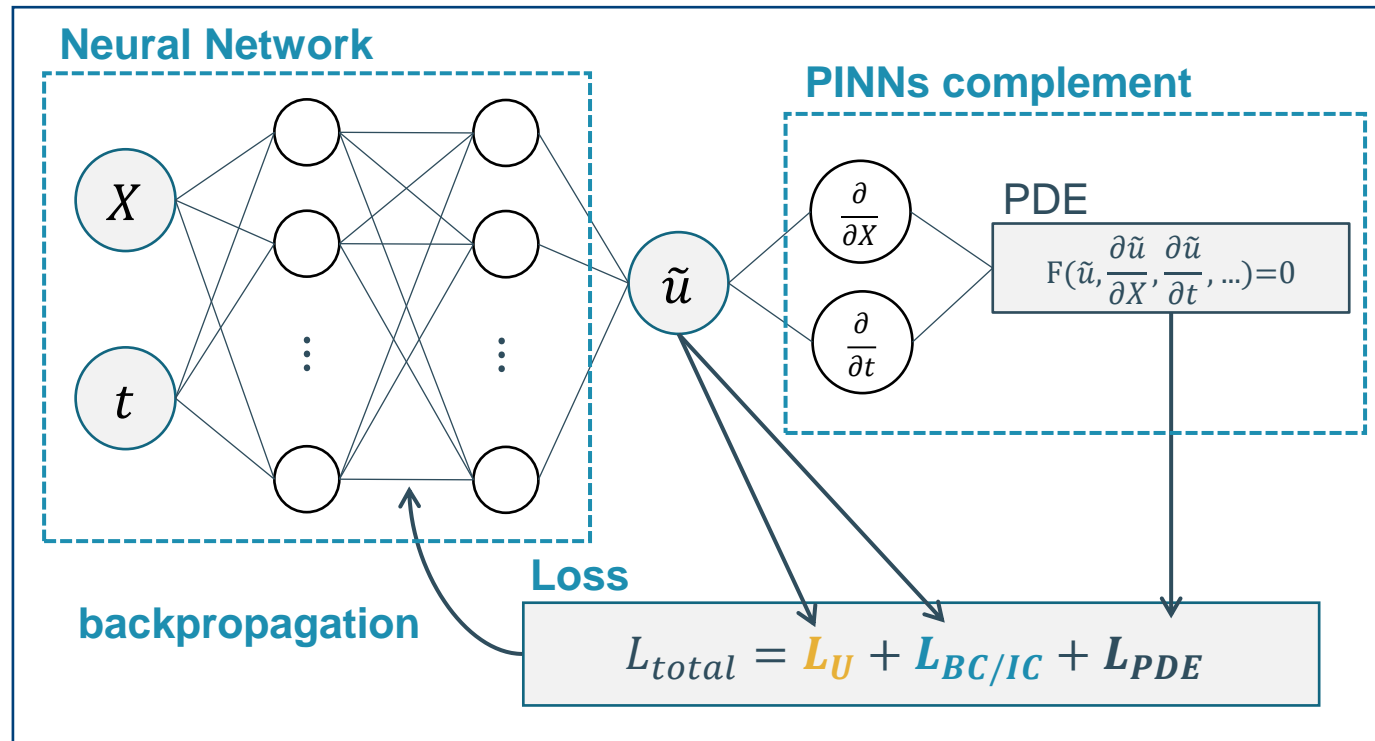 Neural Network
PINNs complement
X
t
⋮
⋮
ũ
∂/∂X
∂/∂t
PDE
F(ũ, ∂ũ/∂X, ∂ũ/∂t, ...)=0
Loss
backpropagation
L_total = L_U + L_BC/IC + L_PDE